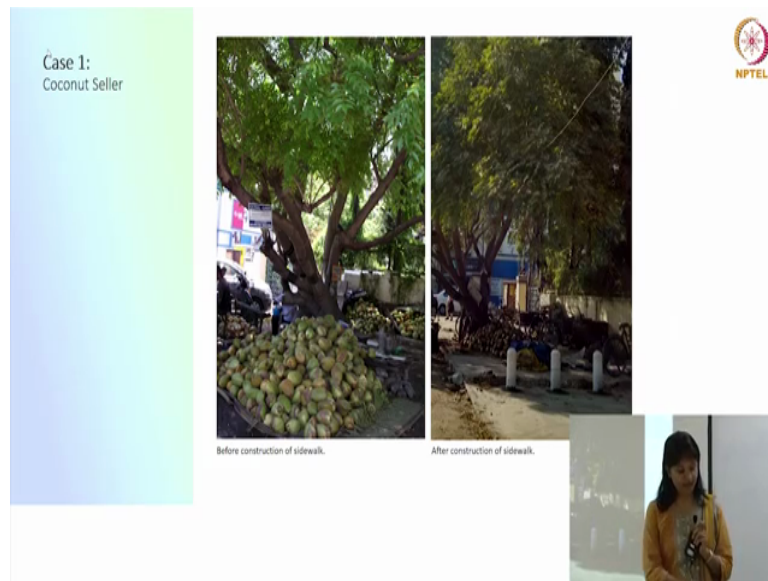 Case 1:
Coconut Seller
NPTEL
Before construction of sidewalk.
After construction of sidewalk.